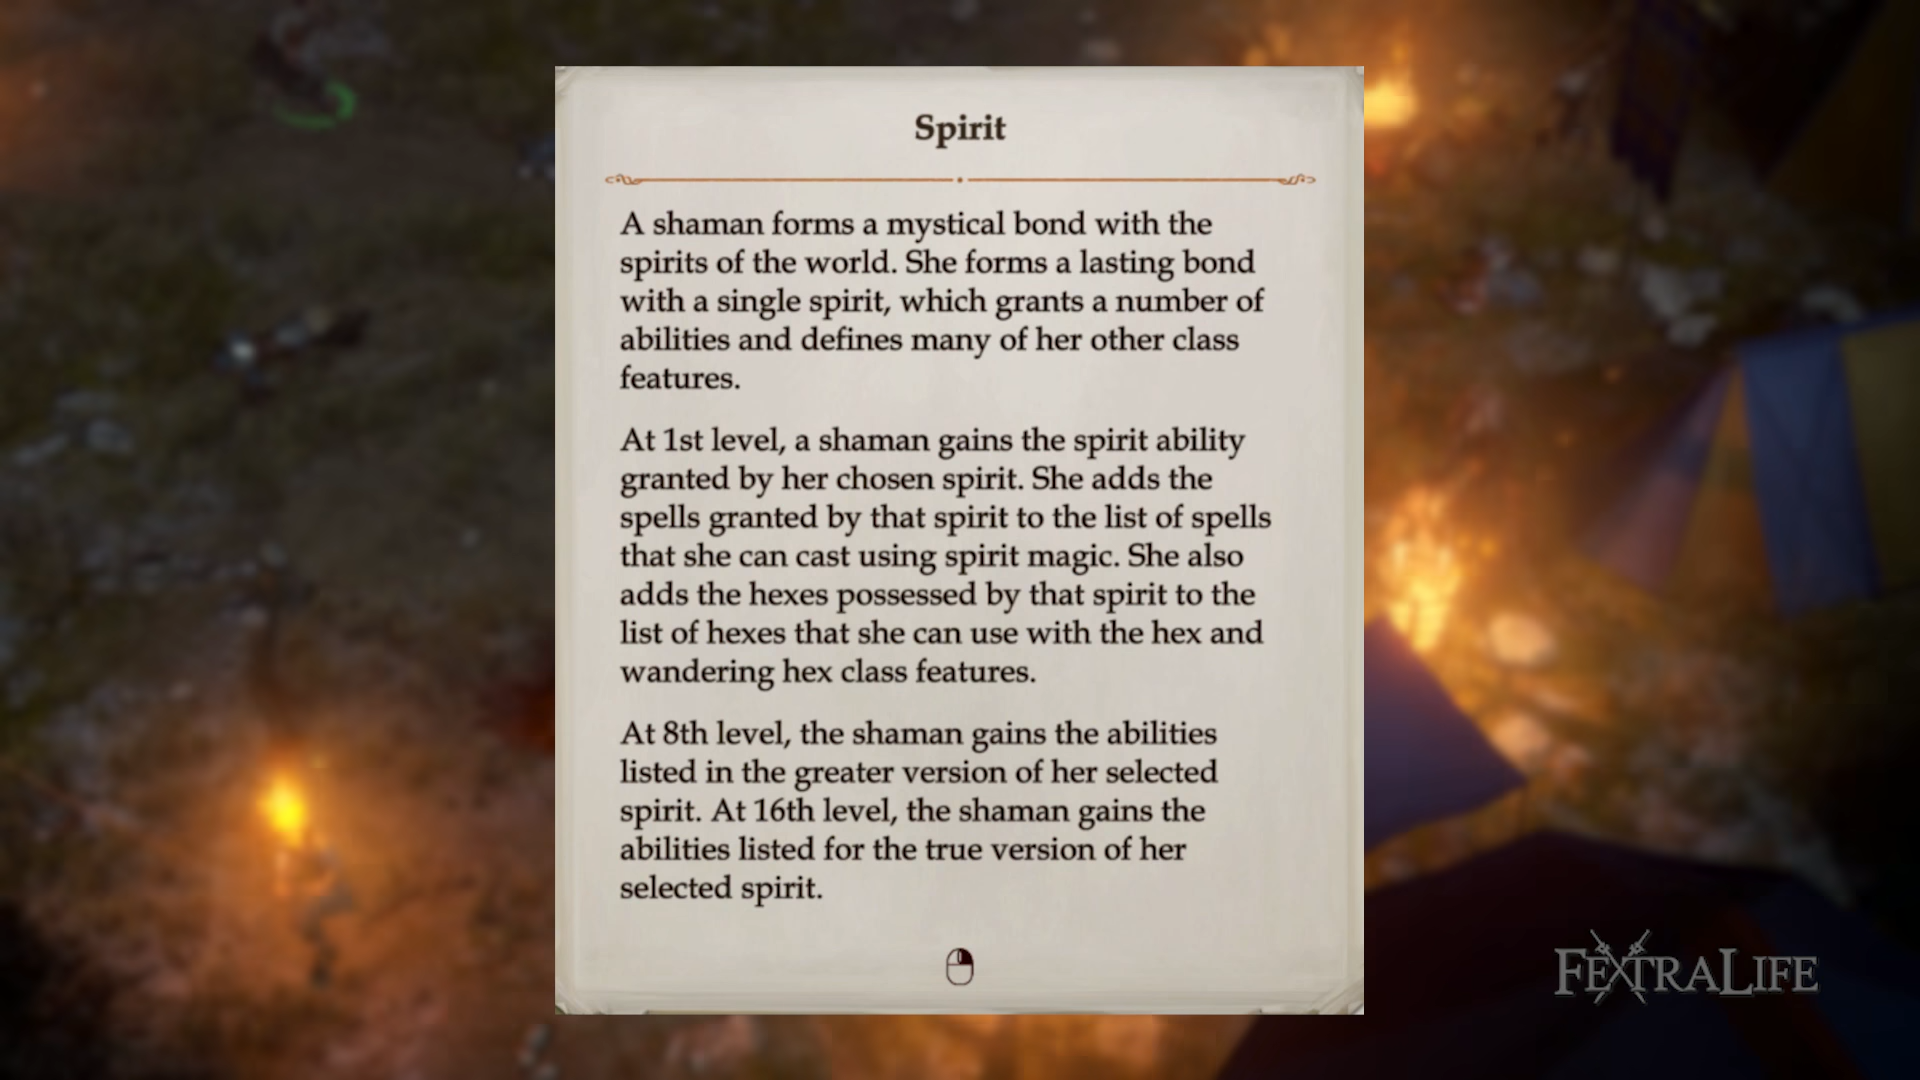 Spirit
A shaman forms a mystical bond with the
spirits of the world. She forms a lasting bond
with a single spirit, which grants a number of
abilities and defines many of her other class
features.
At 1st level, a shaman gains the spirit ability
granted by her chosen spirit. She adds the
spells granted by that spirit to the list of spells
that she can cast using spirit magic. She also
adds the hexes possessed by that spirit to the
list of hexes that she can use with the hex and
wandering hex class features.
At 8th level, the shaman gains the abilities
listed in the greater version of her selected
spirit. At 16th level, the shaman gains the
abilities listed for the true version of her
selected spirit.
FEXTRALIFE